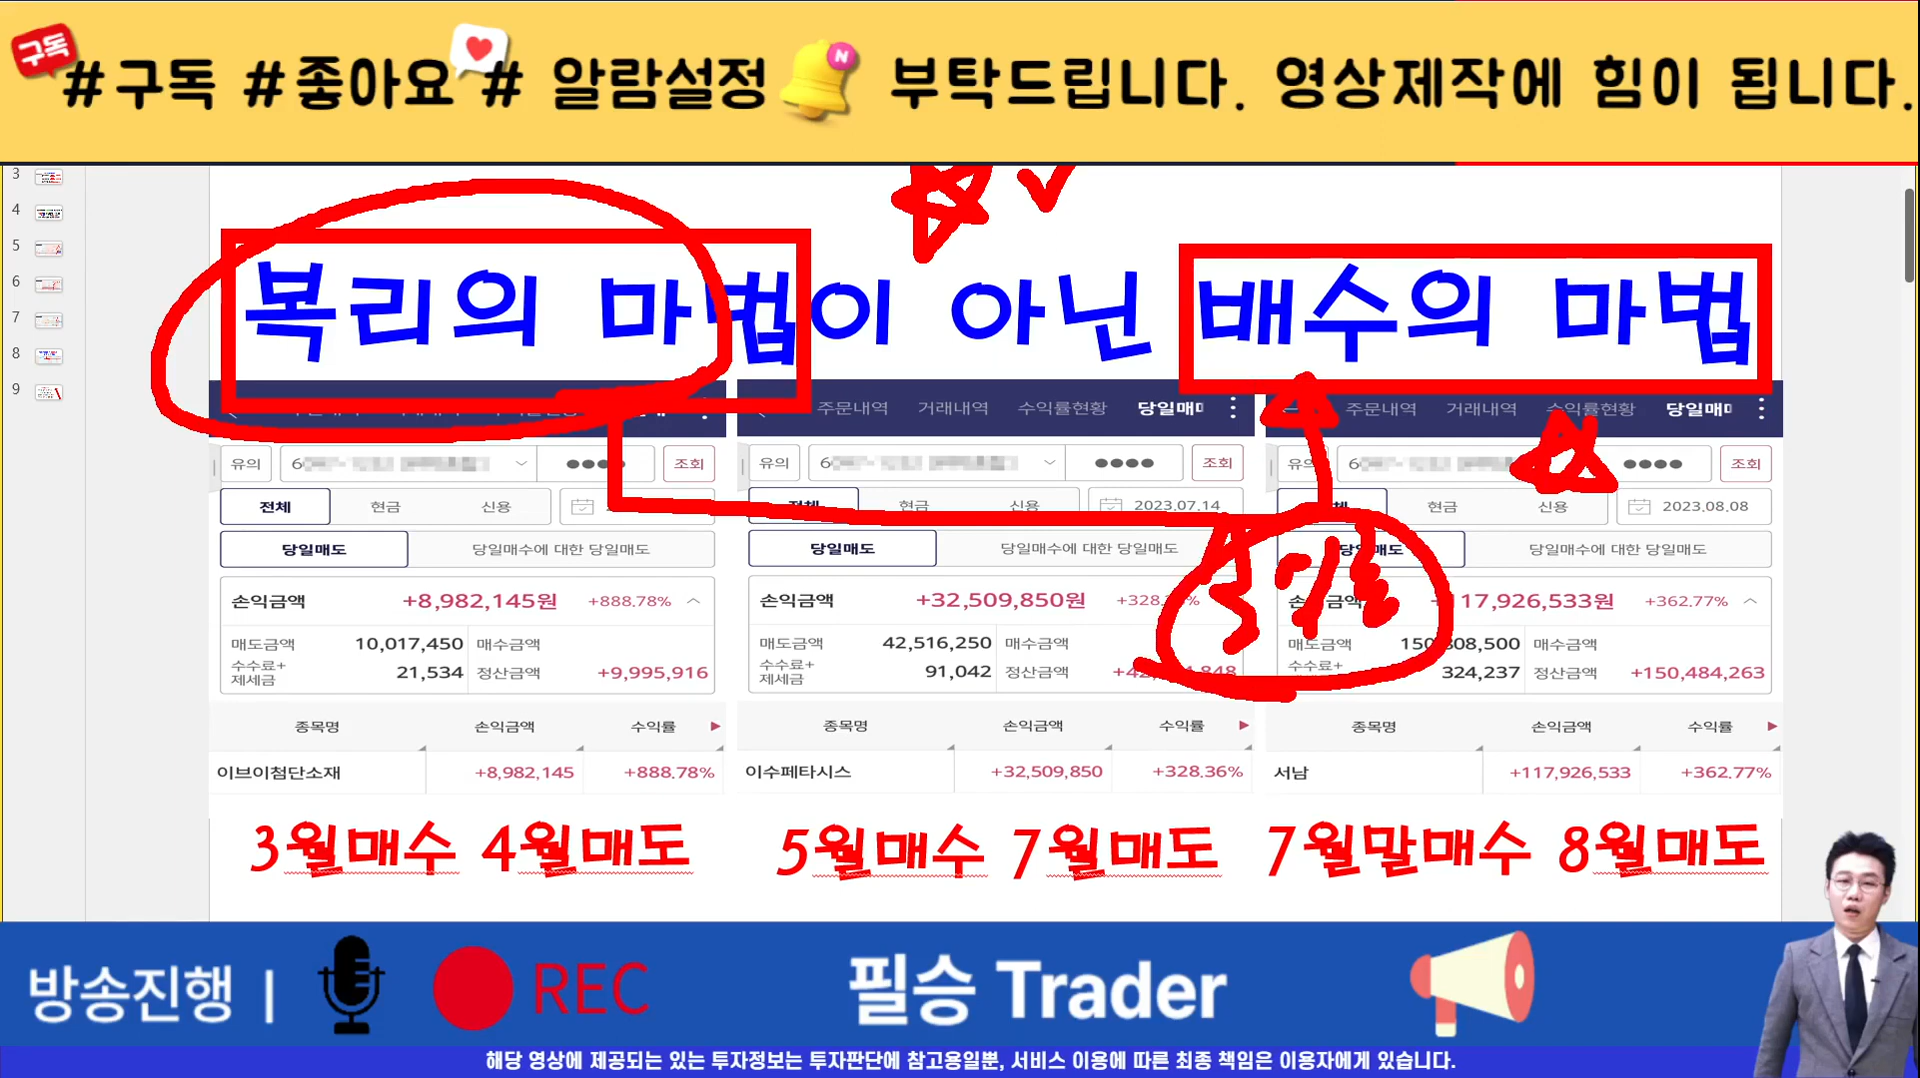 구독
#구독 #좋아요 # 알람설정 N 부탁드립니다. 영상제작에 힘이 됩니다.
3
4
5
6
7
8
9
복리의 마법이 아닌 배수의 마법
주문내역 거래내역 수익률현황 당일매
주문내역 거래내역 수익률현황 당일매
유의 6 조회
유의 6 조회
유의 6 조회
전체 현금 신용
전체 현금 신용 2023.07.14
현금 신용 2023.08.08
당일매도 당일매수에 대한 당일매도
당일매도 당일매수에 대한 당일매도
당일매도 당일매수에 대한 당일매도
손익금액 +8,982,145원 +888.78%
매도금액 10,017,450 매수금액
수수료+제세금 21,534 정산금액 +9,995,916
손익금액 +32,509,850원
매도금액 42,516,250 매수금액
수수료+제세금 91,042 정산금액
손익금액 +117,926,533원 +362.77%
매도금액 매수금액
수수료+ 324,237 정산금액 +150,484,263
종목명 손익금액 수익률
이브이첨단소재 +8,982,145 +888.78%
종목명 손익금액 수익률
이수페타시스 +32,509,850 +328.36%
종목명 손익금액 수익률
서남 +117,926,533 +362.77%
3월매수 4월매도
5월매수 7월매도
7월말매수 8월매도
방송진행 | REC 필승 Trader
해당 영상에 제공되는 있는 투자정보는 투자판단에 참고용일뿐, 서비스 이용에 따른 최종 책임은 이용자에게 있습니다.